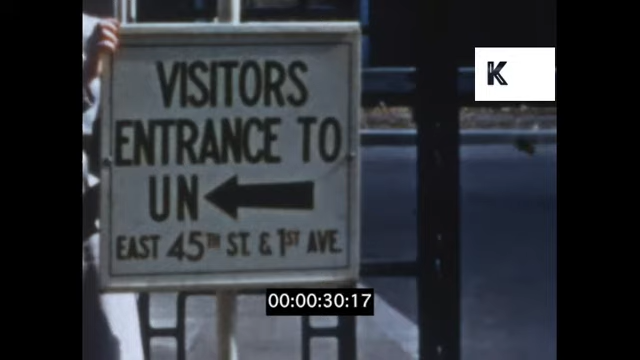 K
VISITORS
ENTRANCE TO
UN
EAST 45TH ST. & 1ST AVE.
00:00:30:17